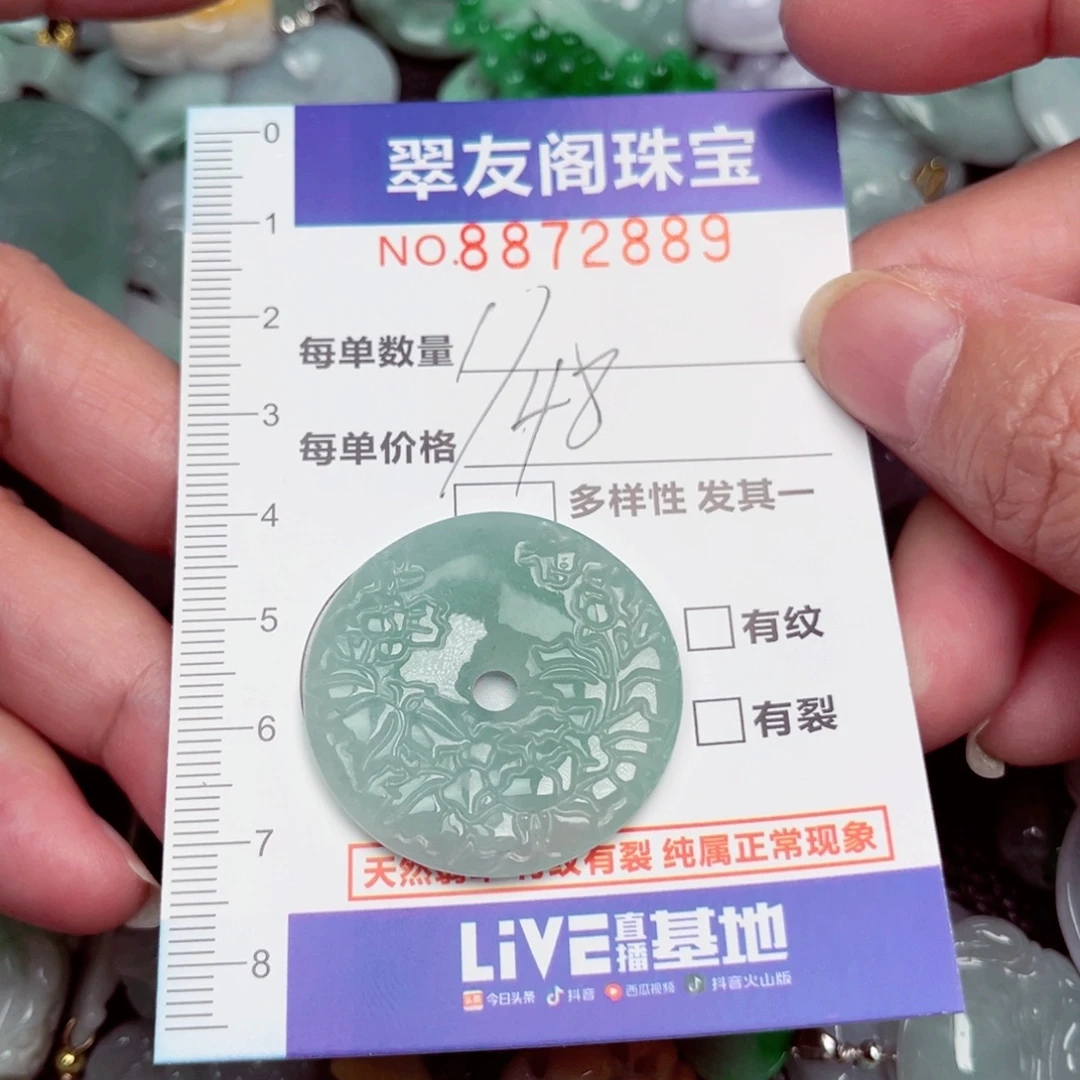 翠友阁珠宝
NO.8872889
每单数量
每单价格
1748
多样性 发其一
有纹
有裂
天然翡翠 有纹有裂 纯属正常现象
LiVE直播基地
头条 今日头条 抖音 西瓜视频 抖音火山版
0
1
2
3
4
5
6
7
8